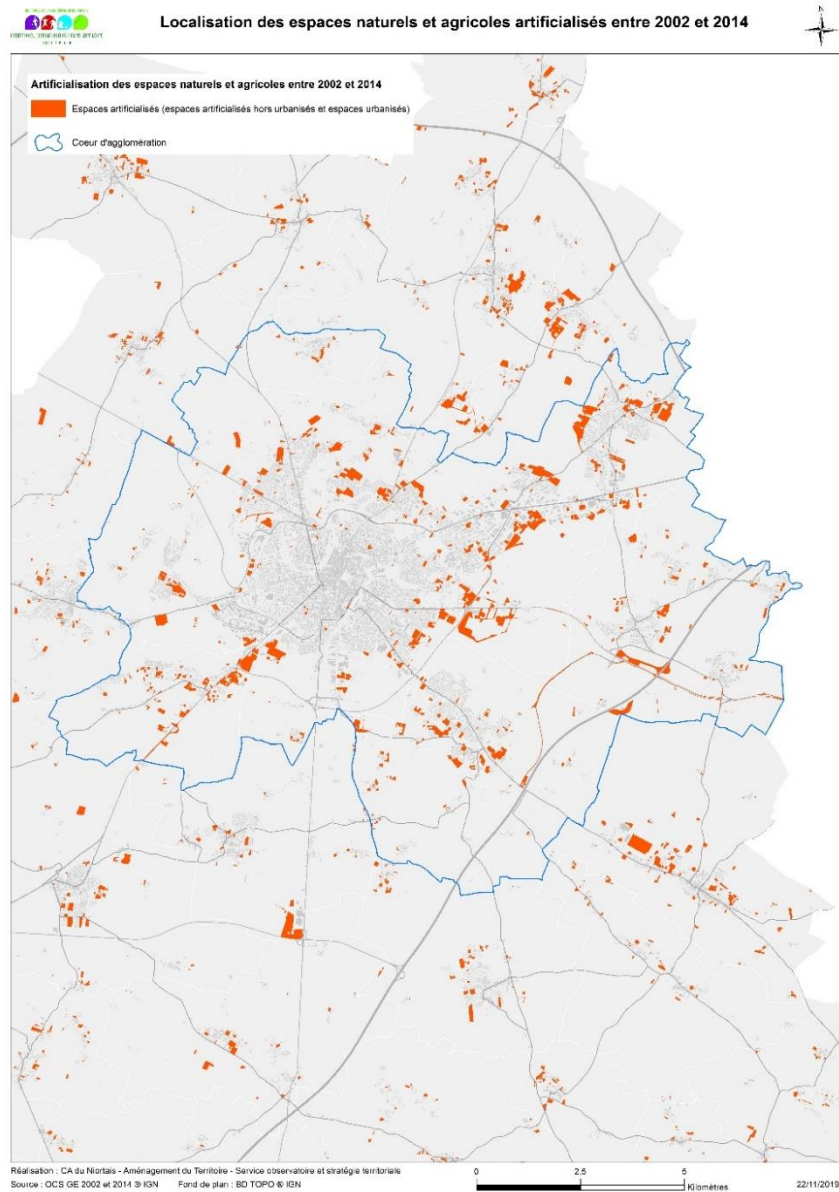 Localisation des espaces naturels et agricoles artificialisés entre 2002 et 2014
Artificialisation des espaces naturels et agricoles entre 2002 et 2014
Espaces artificialisés (espaces artificialisés hors urbanisés et espaces urbanisés)
Coeur d'agglomération
Réalisation : CA du Niortais - Aménagement du Territoire - Service observatoire et stratégie territoriale
Source : OCS GE 2002 et 2014 ® IGN Fond de plan : BD TOPO ® IGN
0 2,5 5
Kilomètres
22/11/2019